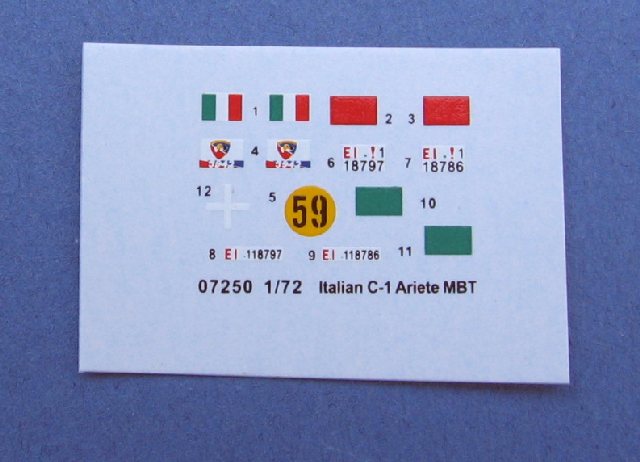 1 2 3
4 6 EI -!1 7 EI -!1
18797 18786
12 5 59 10
8 EI -118797 9 EI -118786 11
07250 1/72 Italian C-1 Ariete MBT